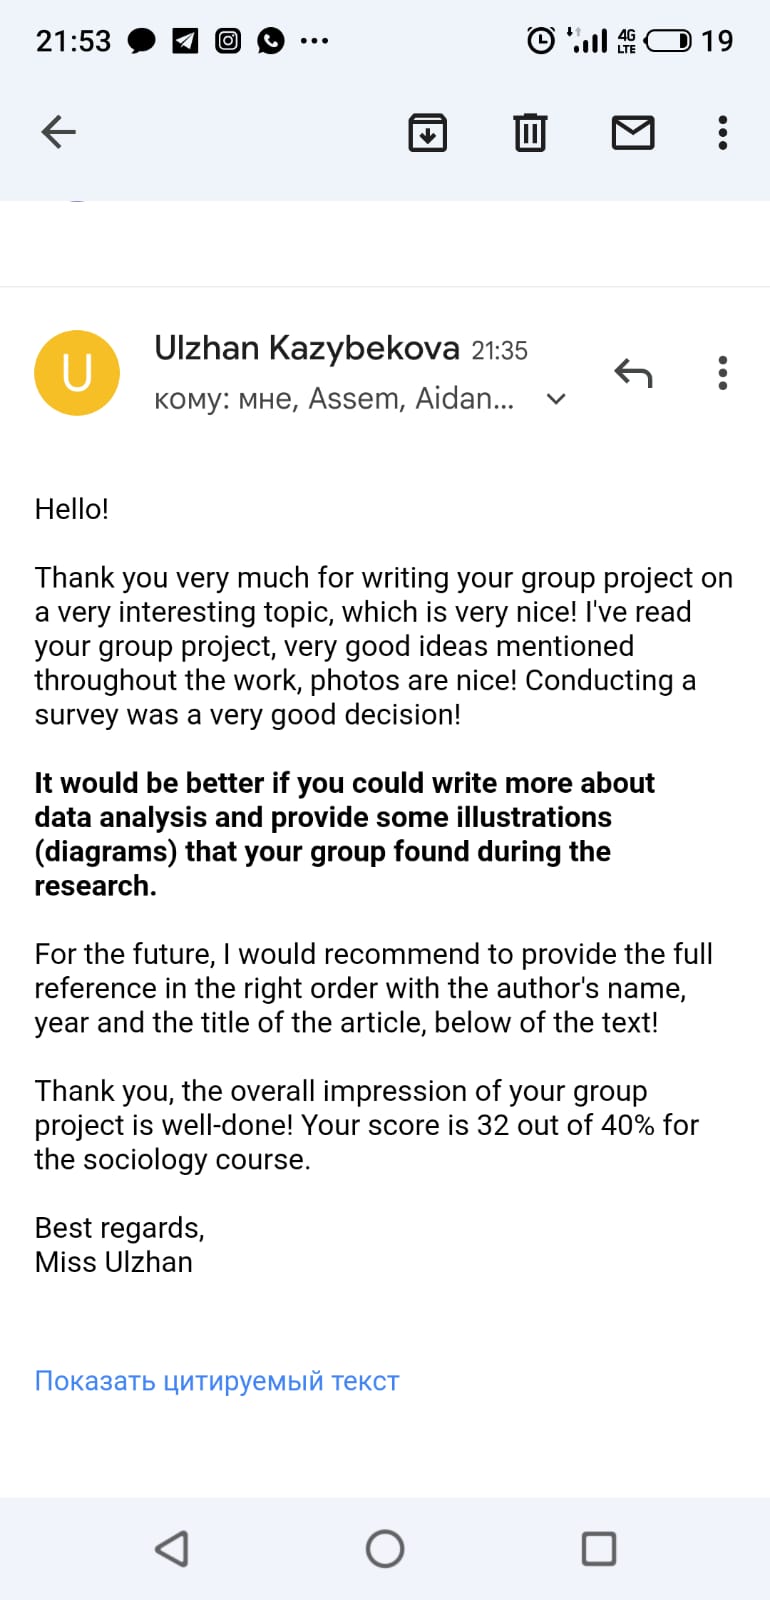 21:53
4G
LTE
19
U
Ulzhan Kazybekova 21:35
кому: мне, Assem, Aidan...
Hello!
Thank you very much for writing your group project on
a very interesting topic, which is very nice! I've read
your group project, very good ideas mentioned
throughout the work, photos are nice! Conducting a
survey was a very good decision!
It would be better if you could write more about
data analysis and provide some illustrations
(diagrams) that your group found during the
research.
For the future, I would recommend to provide the full
reference in the right order with the author's name,
year and the title of the article, below of the text!
Thank you, the overall impression of your group
project is well-done! Your score is 32 out of 40% for
the sociology course.
Best regards,
Miss Ulzhan
Показать цитируемый текст